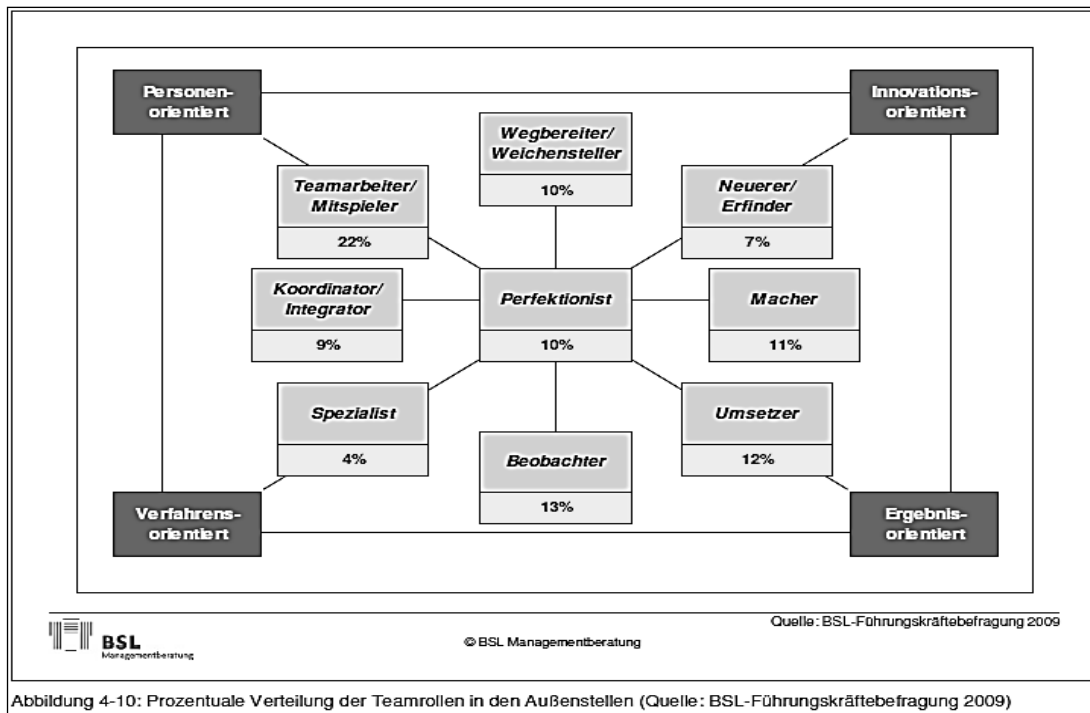 Personen-
orientiert
Innovations-
orientiert
Wegbereiter/
Weichensteller
10%
Teamarbeiter/
Mitspieler
22%
Neuerer/
Erfinder
7%
Koordinator/
Integrator
9%
Perfektionist
10%
Macher
11%
Spezialist
4%
Beobachter
13%
Umsetzer
12%
Verfahrens-
orientiert
Ergebnis-
orientiert
Quelle: BSL-Führungskräftebefragung 2009
BSL
Managementberatung
© BSL Managementberatung
Abbildung 4-10: Prozentuale Verteilung der Teamrollen in den Außenstellen (Quelle: BSL-Führungskräftebefragung 2009)